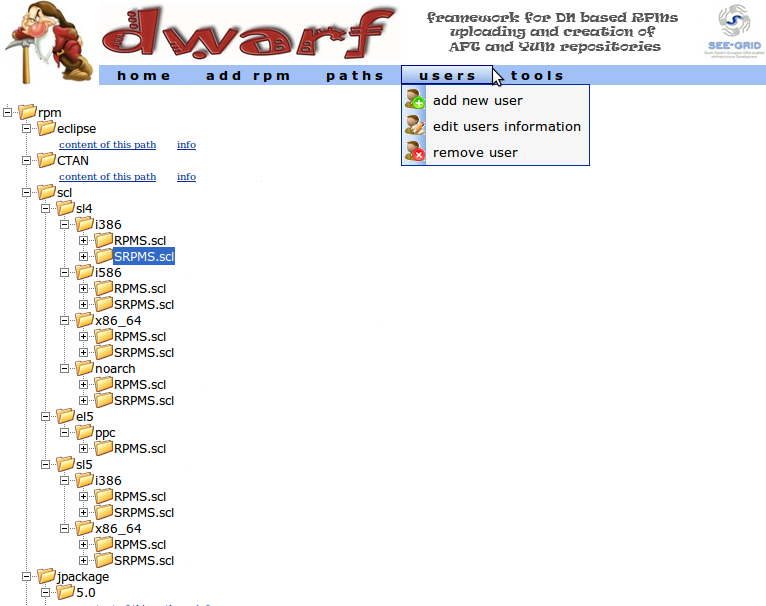 dwarf
framework for DN based RPMs
uploading and creation of
APT and YUM repositories
SEE-GRID
home add rpm paths users tools
add new user
edit users information
remove user
rpm
eclipse
content of this path info
CTAN
content of this path info
scl
sl4
i386
RPMS.scl
SRPMS.scl
i586
RPMS.scl
SRPMS.scl
x86_64
RPMS.scl
SRPMS.scl
noarch
RPMS.scl
SRPMS.scl
el5
ppc
RPMS.scl
sl5
i386
RPMS.scl
SRPMS.scl
x86_64
RPMS.scl
SRPMS.scl
jpackage
5.0